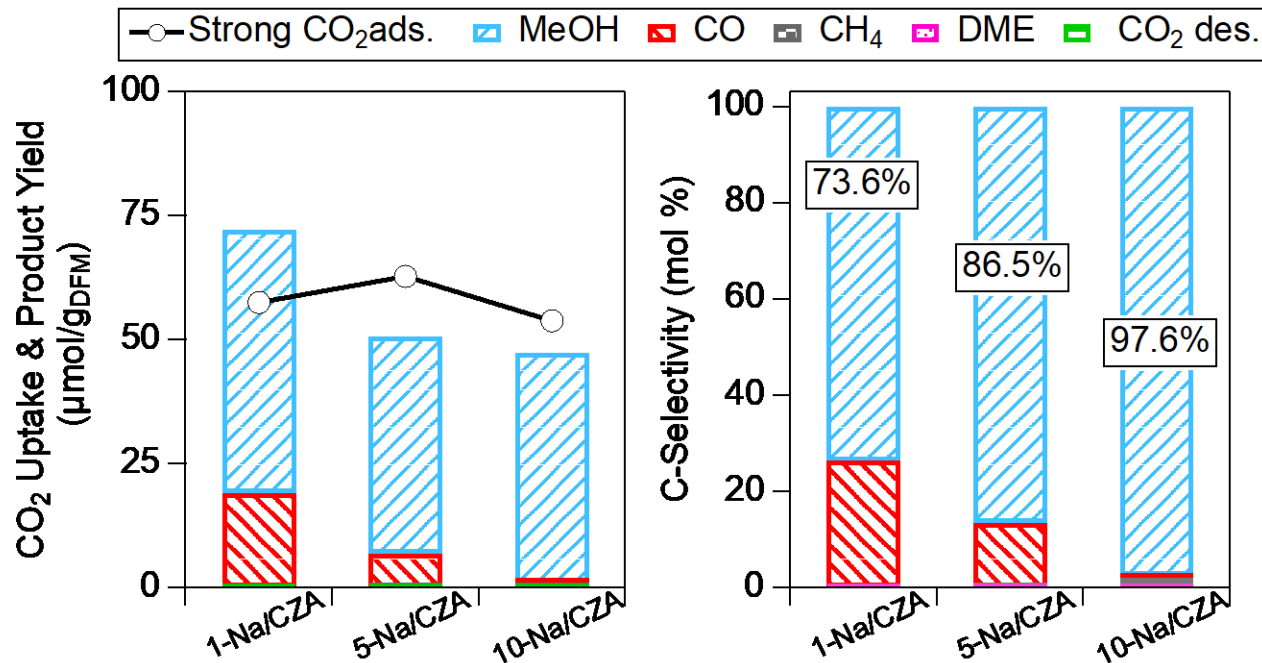 Strong CO₂ads. MeOH CO CH₄ DME CO₂ des.
CO₂ Uptake & Product Yield
(µmol/gDFM)
100
75
50
25
0
1-Na/CZA 5-Na/CZA 10-Na/CZA
C-Selectivity (mol %)
100
80
60
40
20
0
73.6%
86.5%
97.6%
1-Na/CZA 5-Na/CZA 10-Na/CZA